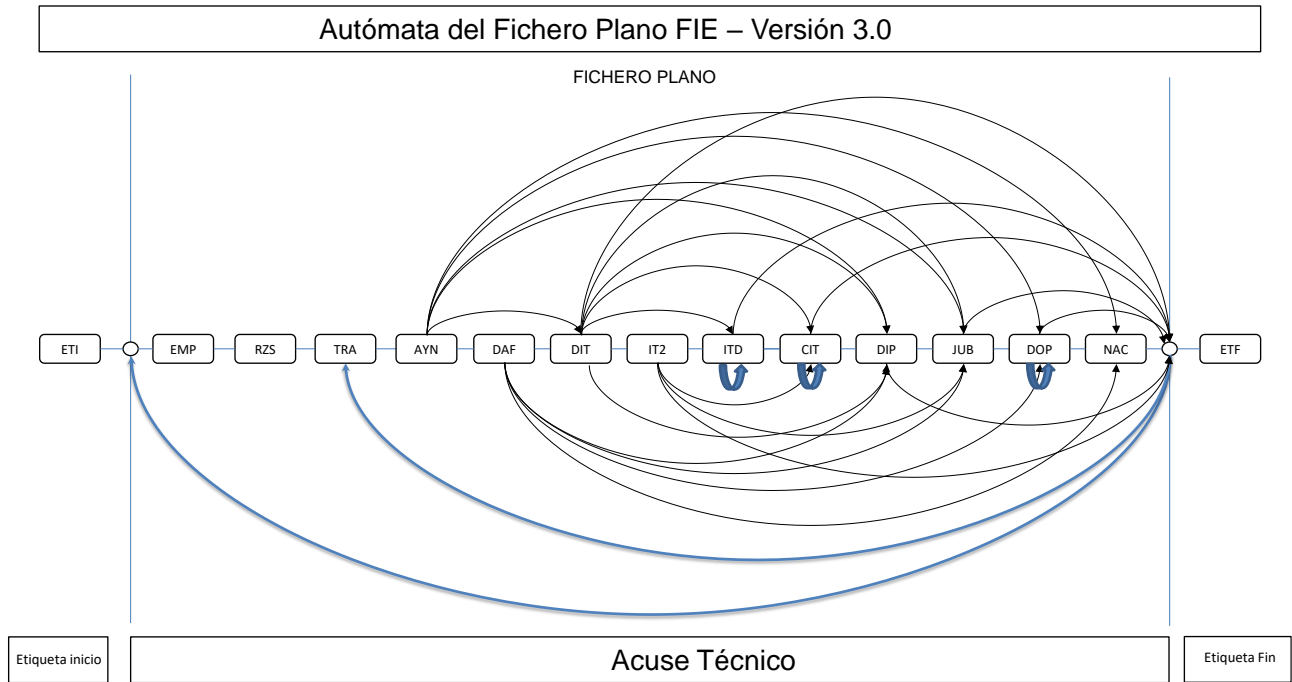 Autómata del Fichero Plano FIE – Versión 3.0
FICHERO PLANO
ETI EMP RZS TRA AYN DAF DIT IT2 ITD CIT DIP JUB DOP NAC ETF
Etiqueta inicio Acuse Técnico Etiqueta Fin